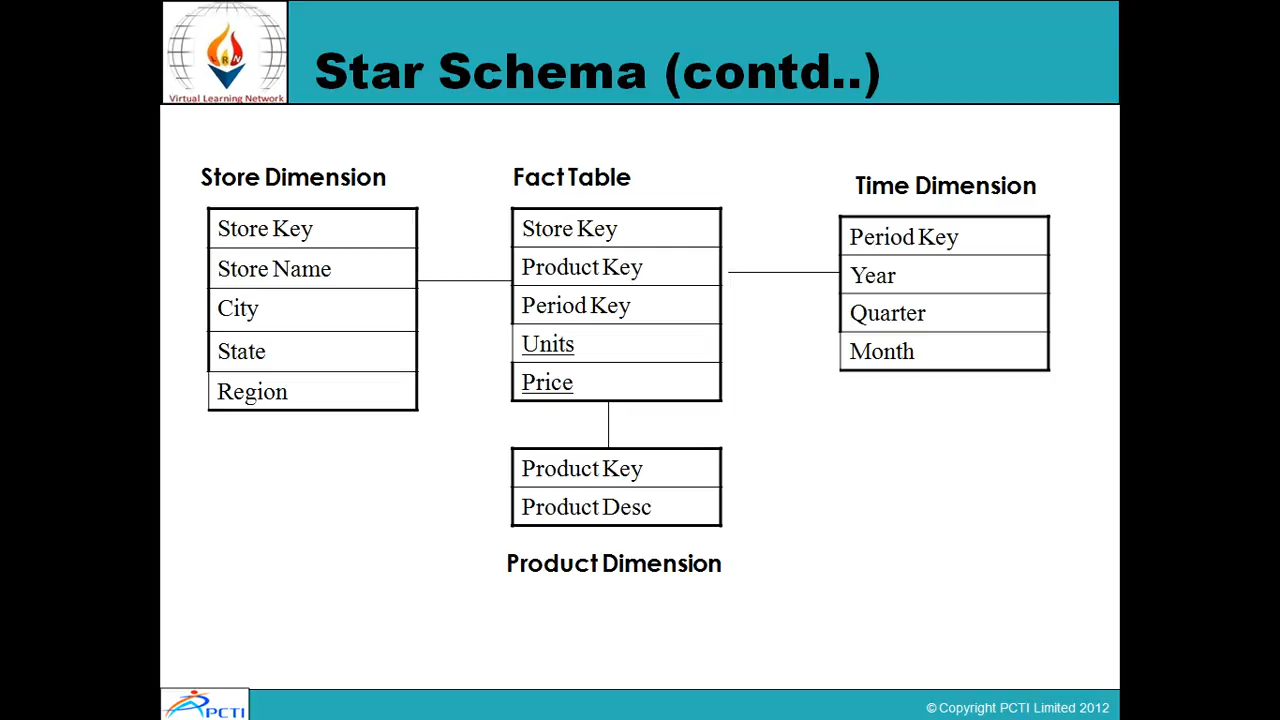 Virtual Learning Network
Star Schema (contd..)
Store Dimension
Store Key
Store Name
City
State
Region
Fact Table
Store Key
Product Key
Period Key
Units
Price
Time Dimension
Period Key
Year
Quarter
Month
Product Key
Product Desc
Product Dimension
PCTI
© Copyright PCTI Limited 2012